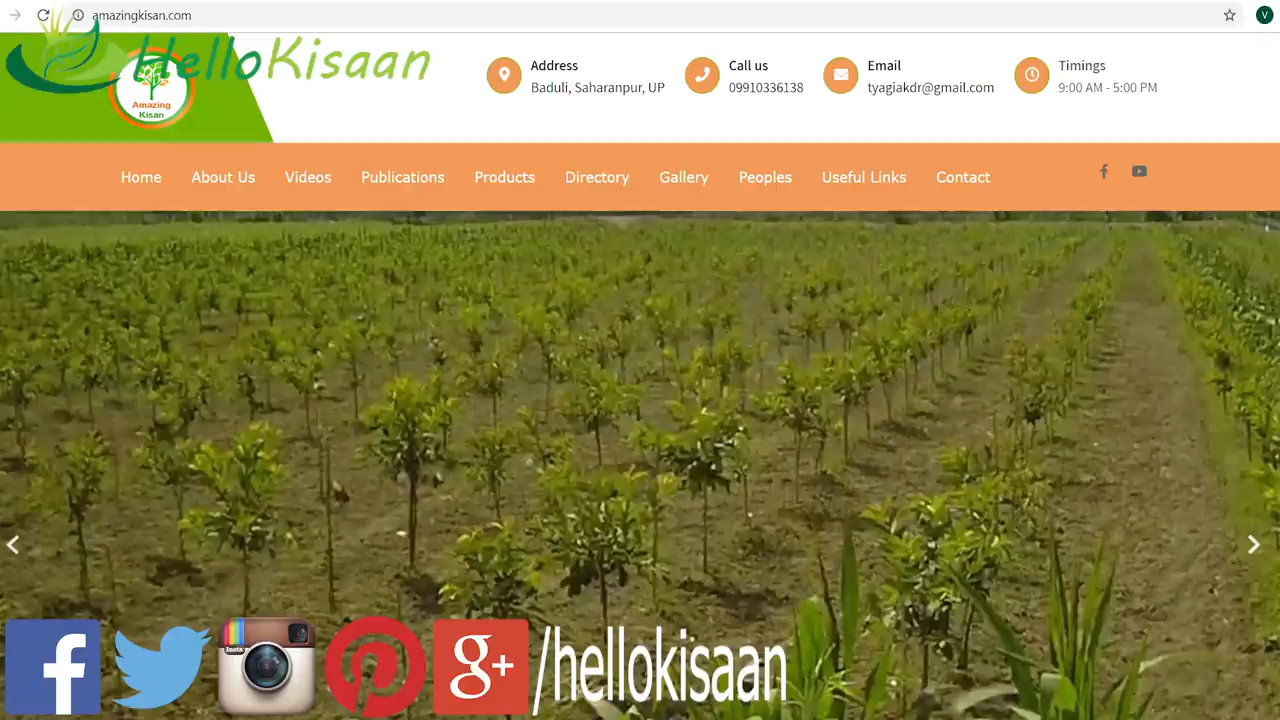 amazingkisan.com
V
HelloKisaan
Amazing
Kisan
Address
Baduli, Saharanpur, UP
Call us
09910336138
Email
tyagiakdr@gmail.com
Timings
9:00 AM - 5:00 PM
Home About Us Videos Publications Products Directory Gallery Peoples Useful Links Contact
Insta
g+ /hellokisaan